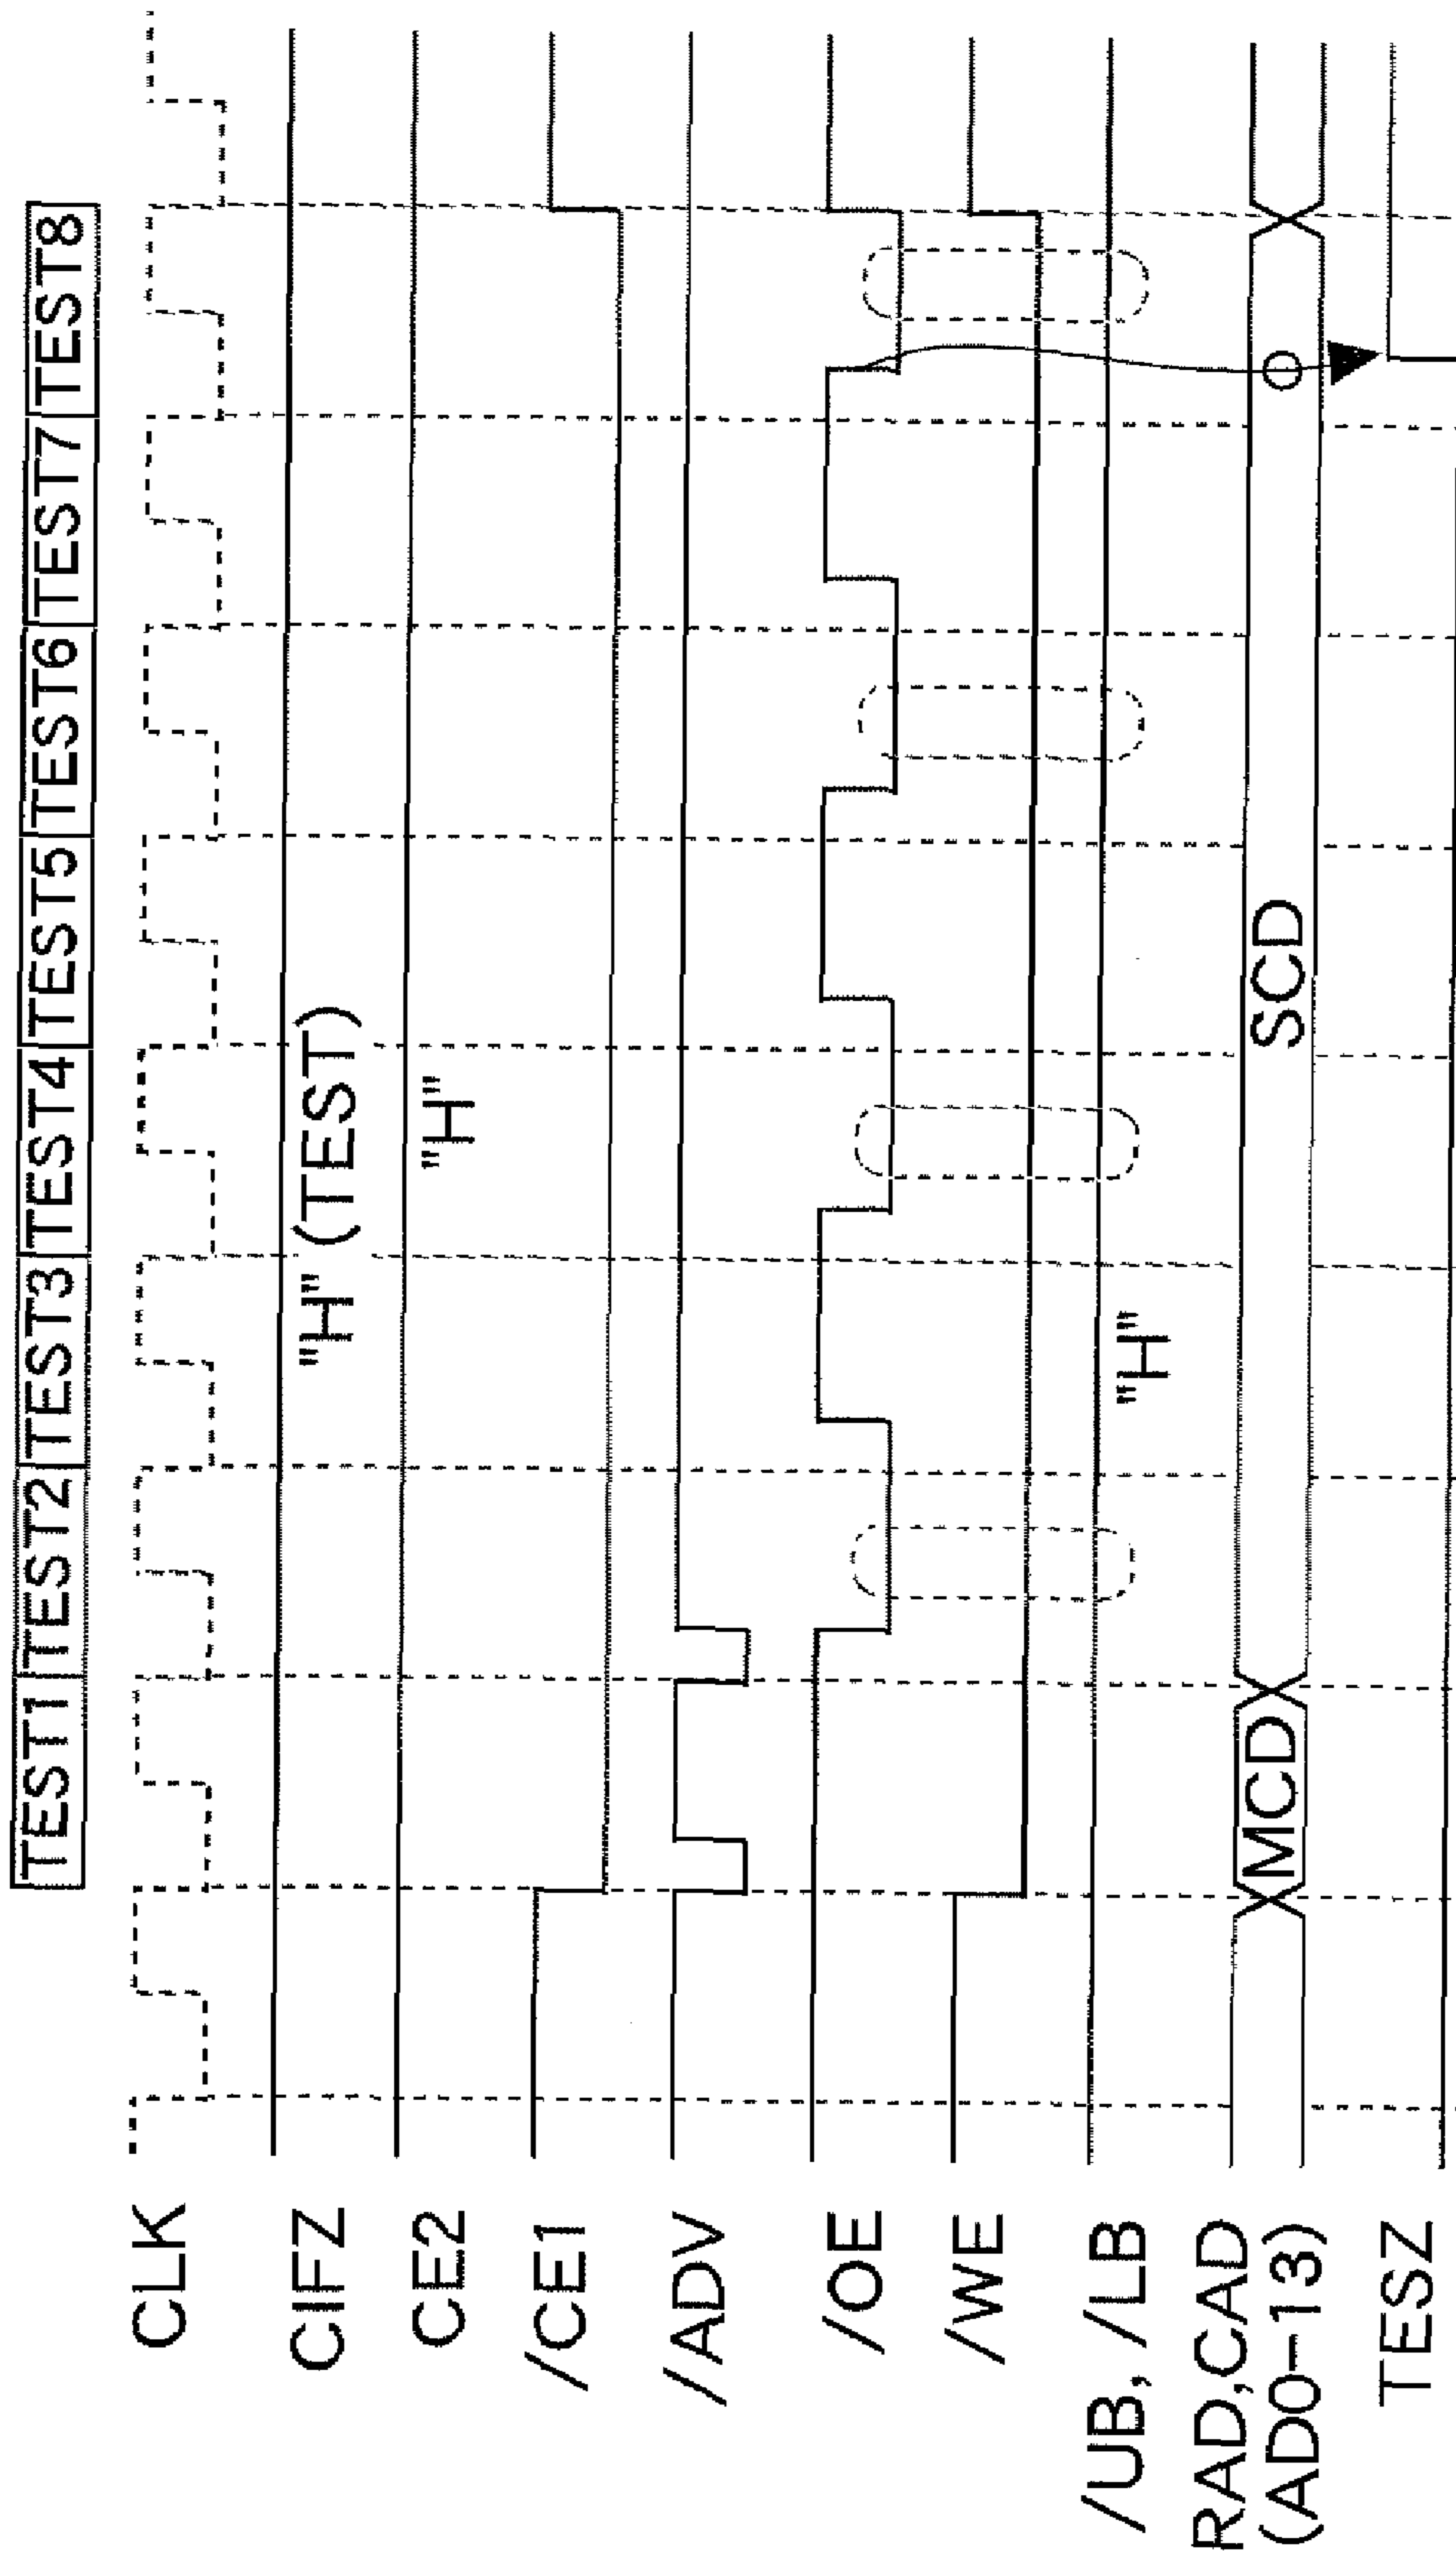 TEST1 TEST2 TEST3 TEST4 TEST5 TEST6 TEST7 TEST8
CLK
CIFZ
"H" (TEST)
CE2
"H"
/CE1
/ADV
/OE
/WE
/UB, /LB
"H"
RAD,CAD
(AD0-13)
MCD
SCD
TESZ